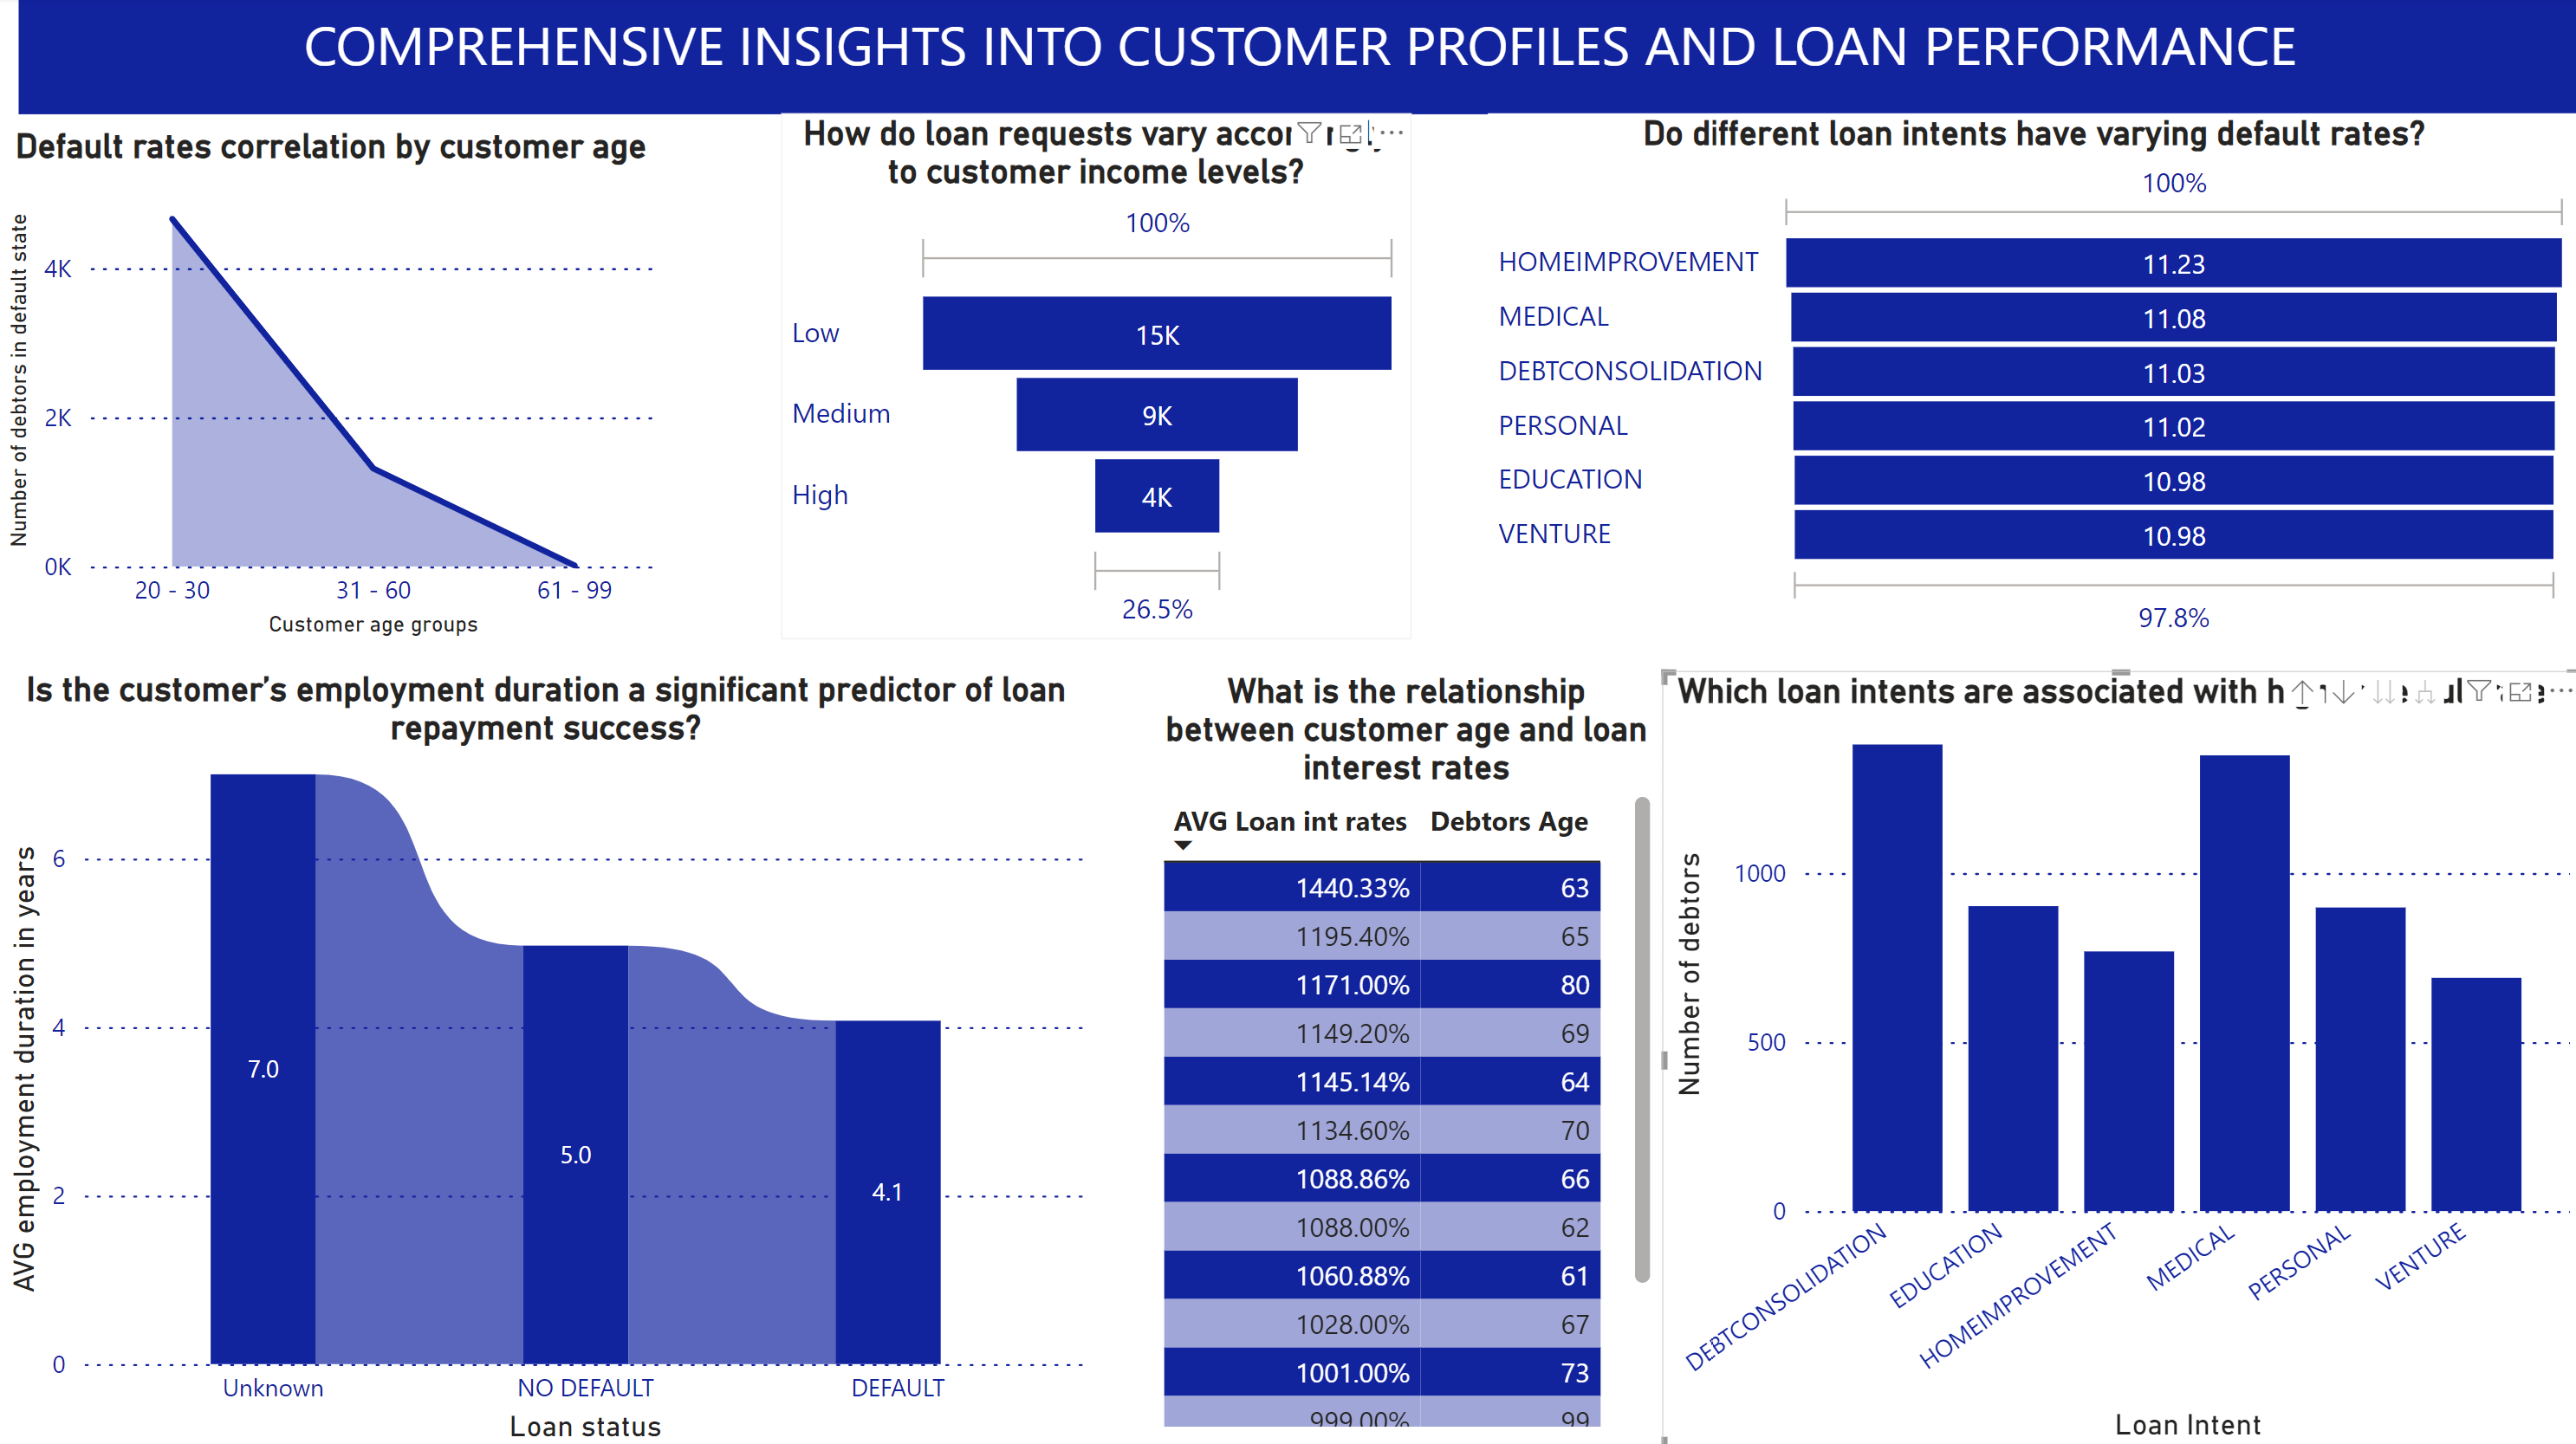 COMPREHENSIVE INSIGHTS INTO CUSTOMER PROFILES AND LOAN PERFORMANCE
Default rates correlation by customer age
Number of debtors in default state
4K
2K
0K
20 - 30
31 - 60
61 - 99
Customer age groups
How do loan requests vary
to customer income levels?
100%
Low
15K
Medium
9K
High
4K
26.5%
Do different loan intents have varying default rates?
100%
HOMEIMPROVEMENT
11.23
MEDICAL
11.08
DEBTCONSOLIDATION
11.03
PERSONAL
11.02
EDUCATION
10.98
VENTURE
10.98
97.8%
Is the customer’s employment duration a significant predictor of loan
repayment success?
AVG employment duration in years
6
4
2
0
7.0
5.0
4.1
Unknown
NO DEFAULT
DEFAULT
Loan status
What is the relationship
between customer age and loan
interest rates
AVG Loan int rates Debtors Age
1440.33% 63
1195.40% 65
1171.00% 80
1149.20% 69
1145.14% 64
1134.60% 70
1088.86% 66
1088.00% 62
1060.88% 61
1028.00% 67
1001.00% 73
999.00% 99
Which loan intents are associated with
Number of debtors
1000
500
0
DEBTCONSOLIDATION
EDUCATION
HOMEIMPROVEMENT
MEDICAL
PERSONAL
VENTURE
Loan Intent